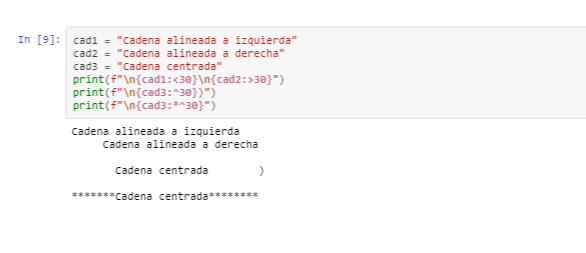 In [9]: cad1 = "Cadena alineada a izquierda"
cad2 = "Cadena alineada a derecha"
cad3 = "Cadena centrada"
print(f"\n{cad1:<30}\n{cad2:>30}")
print(f"\n{cad3:^30})")
print(f"\n{cad3:*^30}")
Cadena alineada a izquierda
Cadena alineada a derecha
Cadena centrada )
*******Cadena centrada********